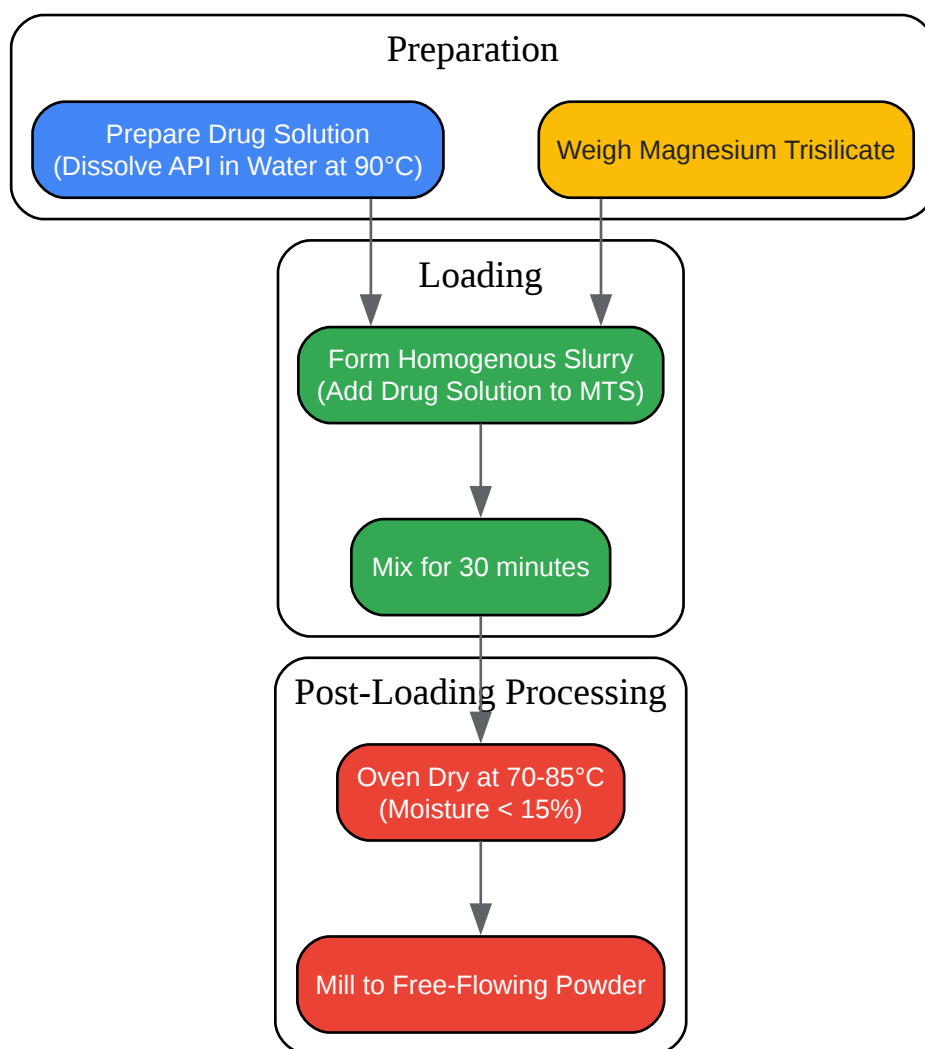 Preparation
Prepare Drug Solution
(Dissolve API in Water at 90°C)
Weigh Magnesium Trisilicate
Loading
Form Homogenous Slurry
(Add Drug Solution to MTS)
Mix for 30 minutes
Post-Loading Processing
Oven Dry at 70-85°C
(Moisture < 15%)
Mill to Free-Flowing Powder